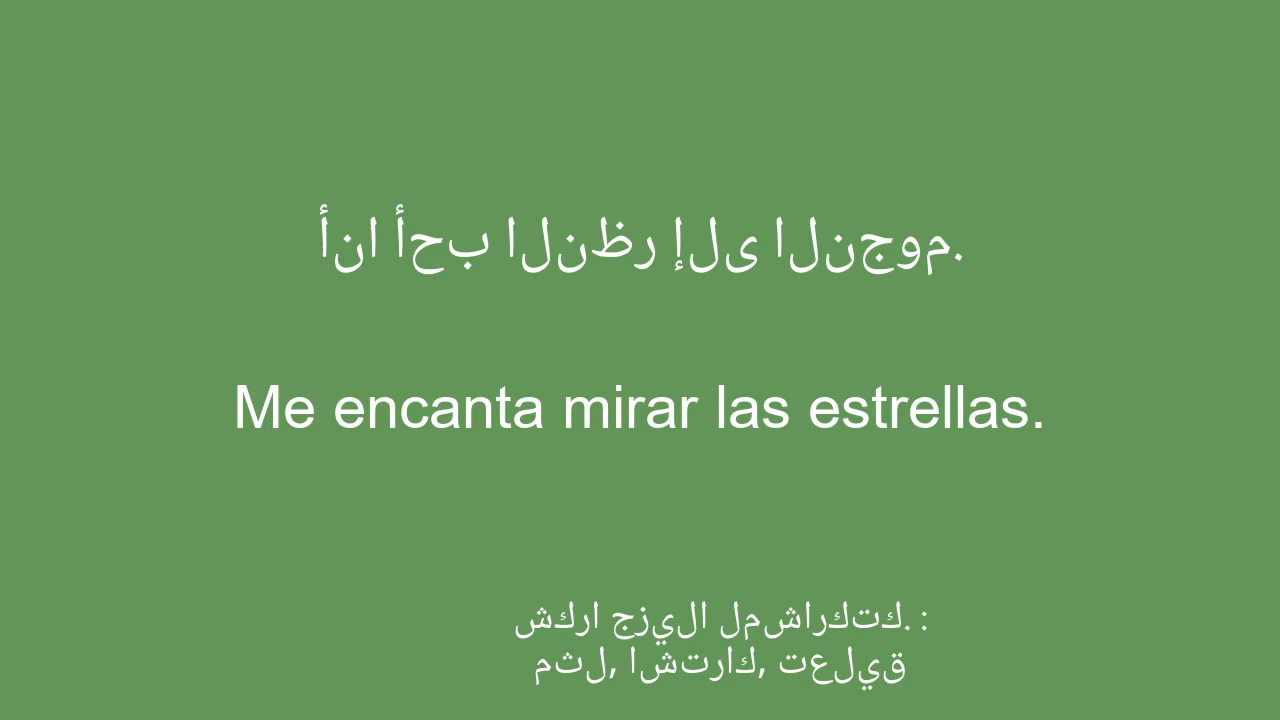 أنا أحب النظر إلى النجوم.
Me encanta mirar las estrellas.
شكرا جزيلا لمشاركتك. :
مثل, اشتراك, تعليق